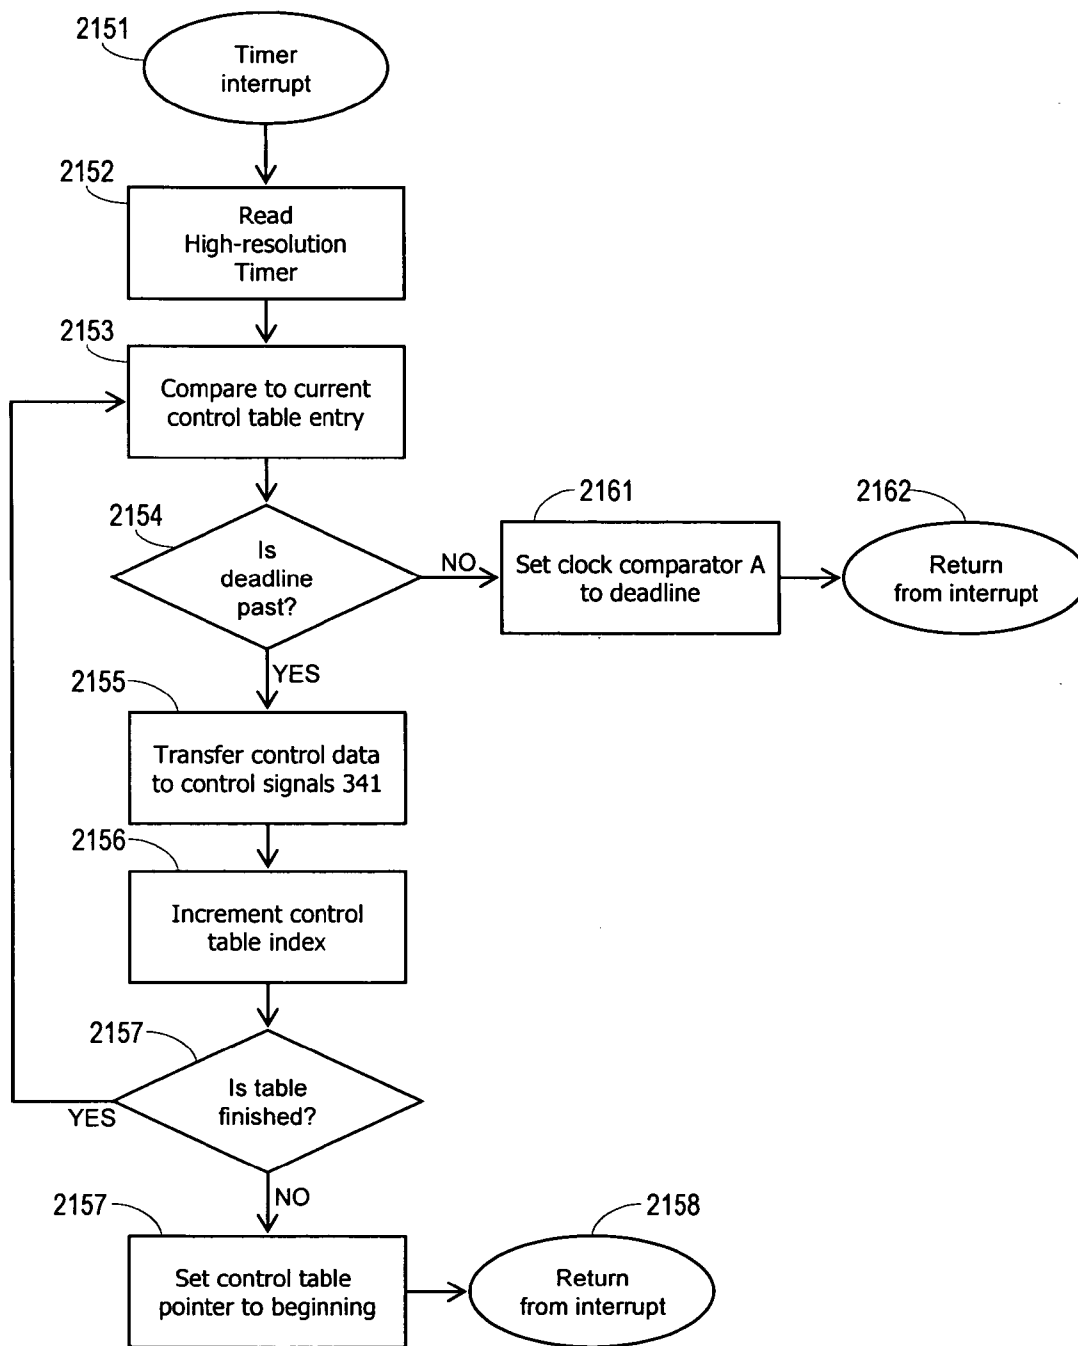 2151
Timer
interrupt
2152
Read
High-resolution
Timer
2153
Compare to current
control table entry
2154
Is
deadline
past?
NO
2161
Set clock comparator A
to deadline
2162
Return
from interrupt
YES
2155
Transfer control data
to control signals 341
2156
Increment control
table index
2157
Is table
finished?
YES
NO
2157
Set control table
pointer to beginning
2158
Return
from interrupt